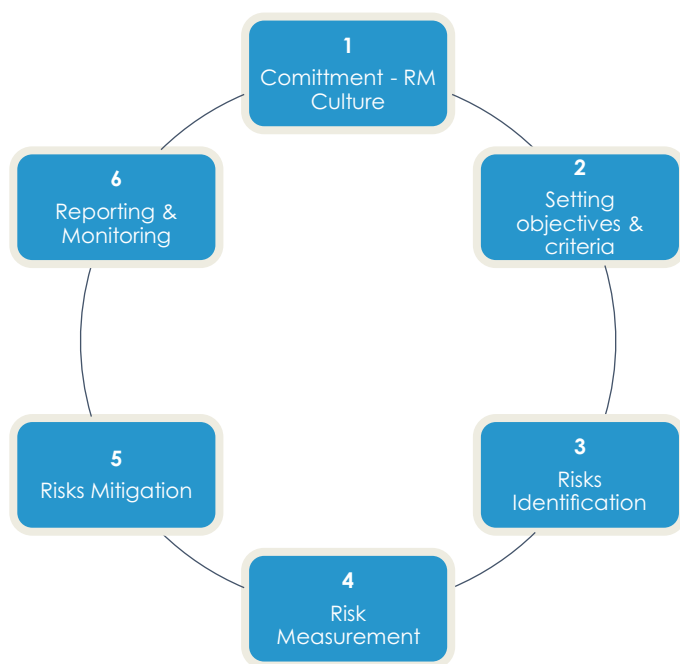 1
Comittment - RM
Culture
2
Setting
objectives &
criteria
3
Risks
Identification
4
Risk
Measurement
5
Risks Mitigation
6
Reporting &
Monitoring